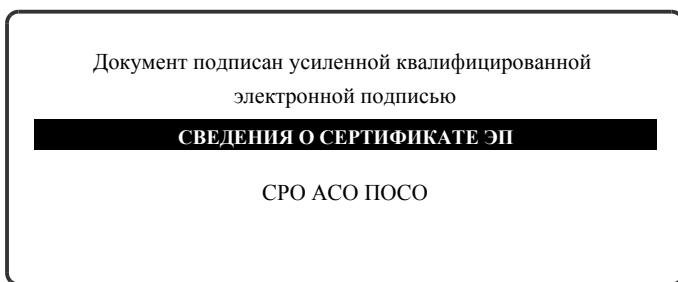 Документ подписан усиленной квалифицированной
электронной подписью
СВЕДЕНИЯ О СЕРТИФИКАТЕ ЭП
СРО АСО ПОСО